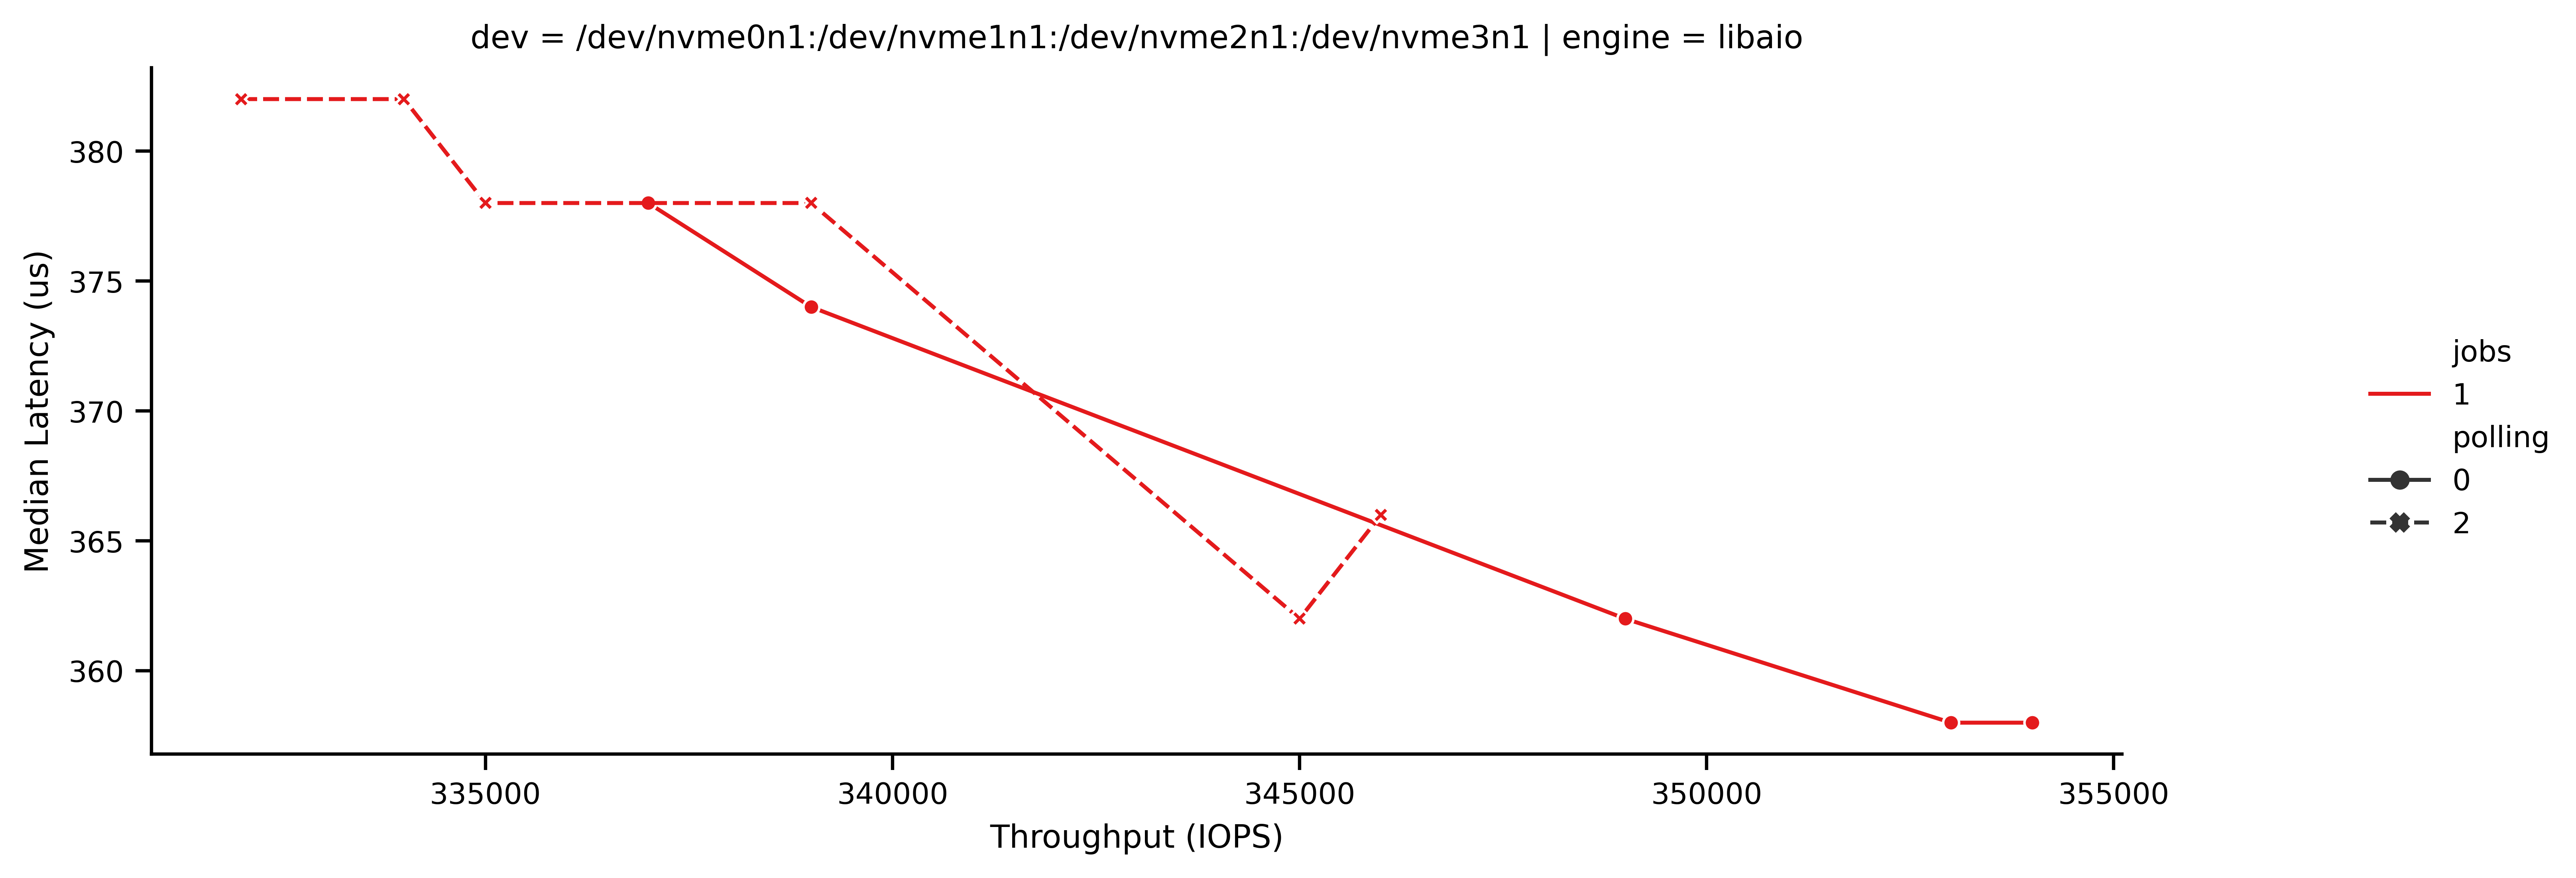 dev = /dev/nvme0n1:/dev/nvme1n1:/dev/nvme2n1:/dev/nvme3n1 | engine = libaio
Median Latency (us)
380
375
370
365
360
335000
340000
345000
350000
355000
Throughput (IOPS)
jobs
1
polling
0
2